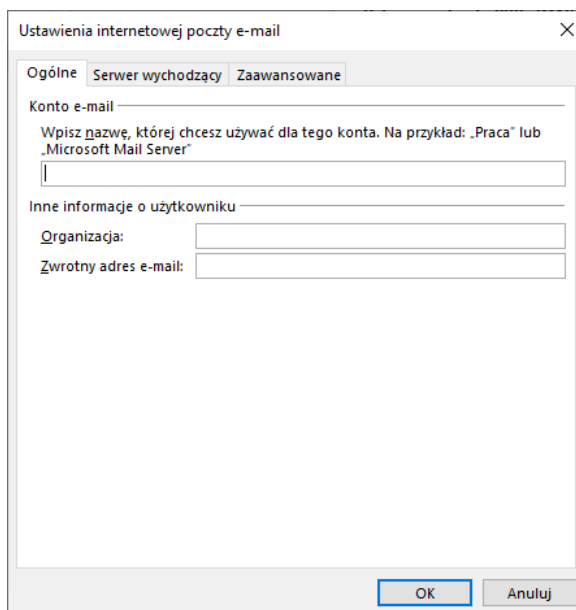 Ustawienia internetowej poczty e-mail
Ogólne Serwer wychodzący Zaawansowane
Konto e-mail
Wpisz nazwę, której chcesz używać dla tego konta. Na przykład: „Praca” lub
„Microsoft Mail Server”
Inne informacje o użytkowniku
Organizacja:
Zwrotny adres e-mail:
OK Anuluj